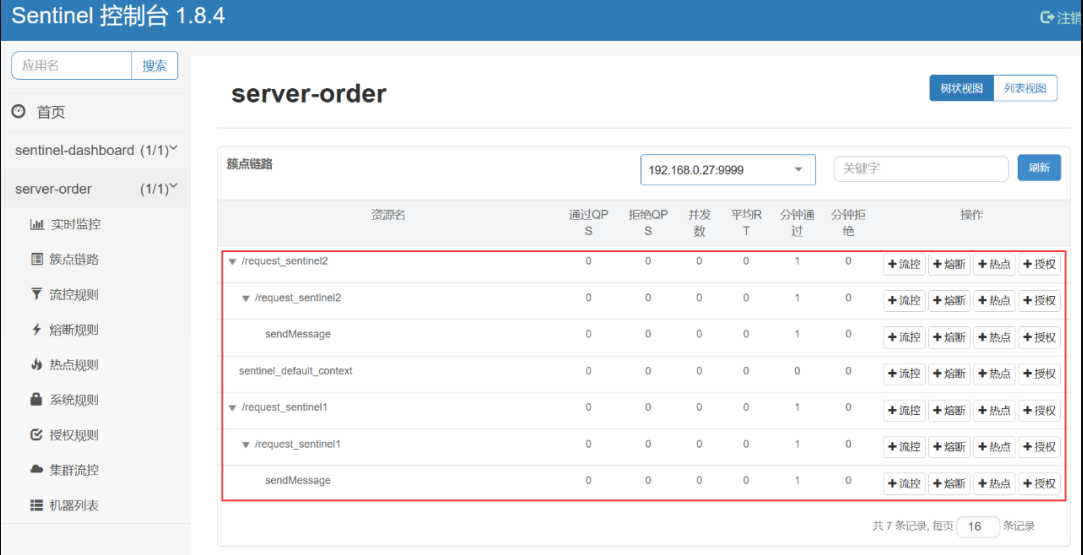 Sentinel 控制台 1.8.4
注销
应用名 搜索
首页
sentinel-dashboard (1/1)
server-order (1/1)
实时监控
簇点链路
流控规则
熔断规则
热点规则
系统规则
授权规则
集群流控
机器列表
server-order
树状视图 列表视图
簇点链路 192.168.0.27:9999 关键字 刷新
资源名 通过QPS 拒绝QPS 并发数 平均RT 分钟通过 分钟拒绝 操作
/request_sentinel2 0 0 0 0 1 0 +流控 +熔断 +热点 +授权
/request_sentinel2 0 0 0 0 1 0 +流控 +熔断 +热点 +授权
sendMessage 0 0 0 0 1 0 +流控 +熔断 +热点 +授权
sentinel_default_context 0 0 0 0 0 0 +流控 +熔断 +热点 +授权
/request_sentinel1 0 0 0 0 1 0 +流控 +熔断 +热点 +授权
/request_sentinel1 0 0 0 0 1 0 +流控 +熔断 +热点 +授权
sendMessage 0 0 0 0 1 0 +流控 +熔断 +热点 +授权
共 7 条记录, 每页 16 条记录